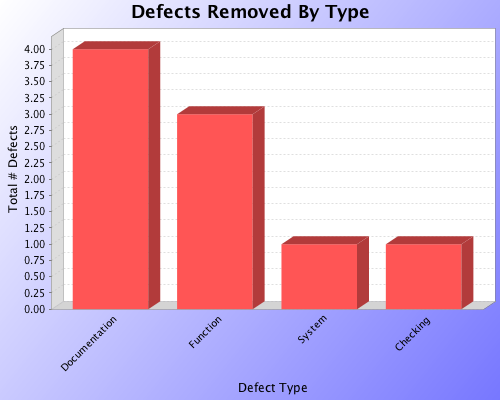 Defects Removed By Type
Total # Defects
4.00
3.75
3.50
3.25
3.00
2.75
2.50
2.25
2.00
1.75
1.50
1.25
1.00
0.75
0.50
0.25
0.00
Documentation
Function
System
Checking
Defect Type